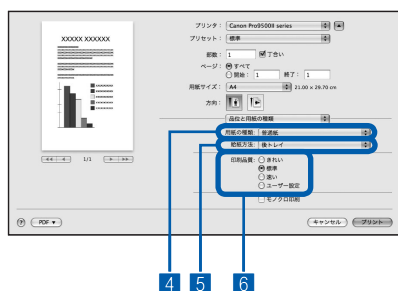 プリンタ: Canon Pro9500II series
プリセット: 標準
XXXXX XXXXXX
部数: 1 丁合い
ページ: すべて
開始: 1 終了: 1
用紙サイズ: A4 21.00 x 29.70 cm
方向:
品位と用紙の種類
用紙の種類: 普通紙
給紙方法: 後トレイ
印刷品質: きれい
標準
速い
ユーザー設定
モノクロ印刷
1/1
? PDF キャンセル プリント
4 5 6